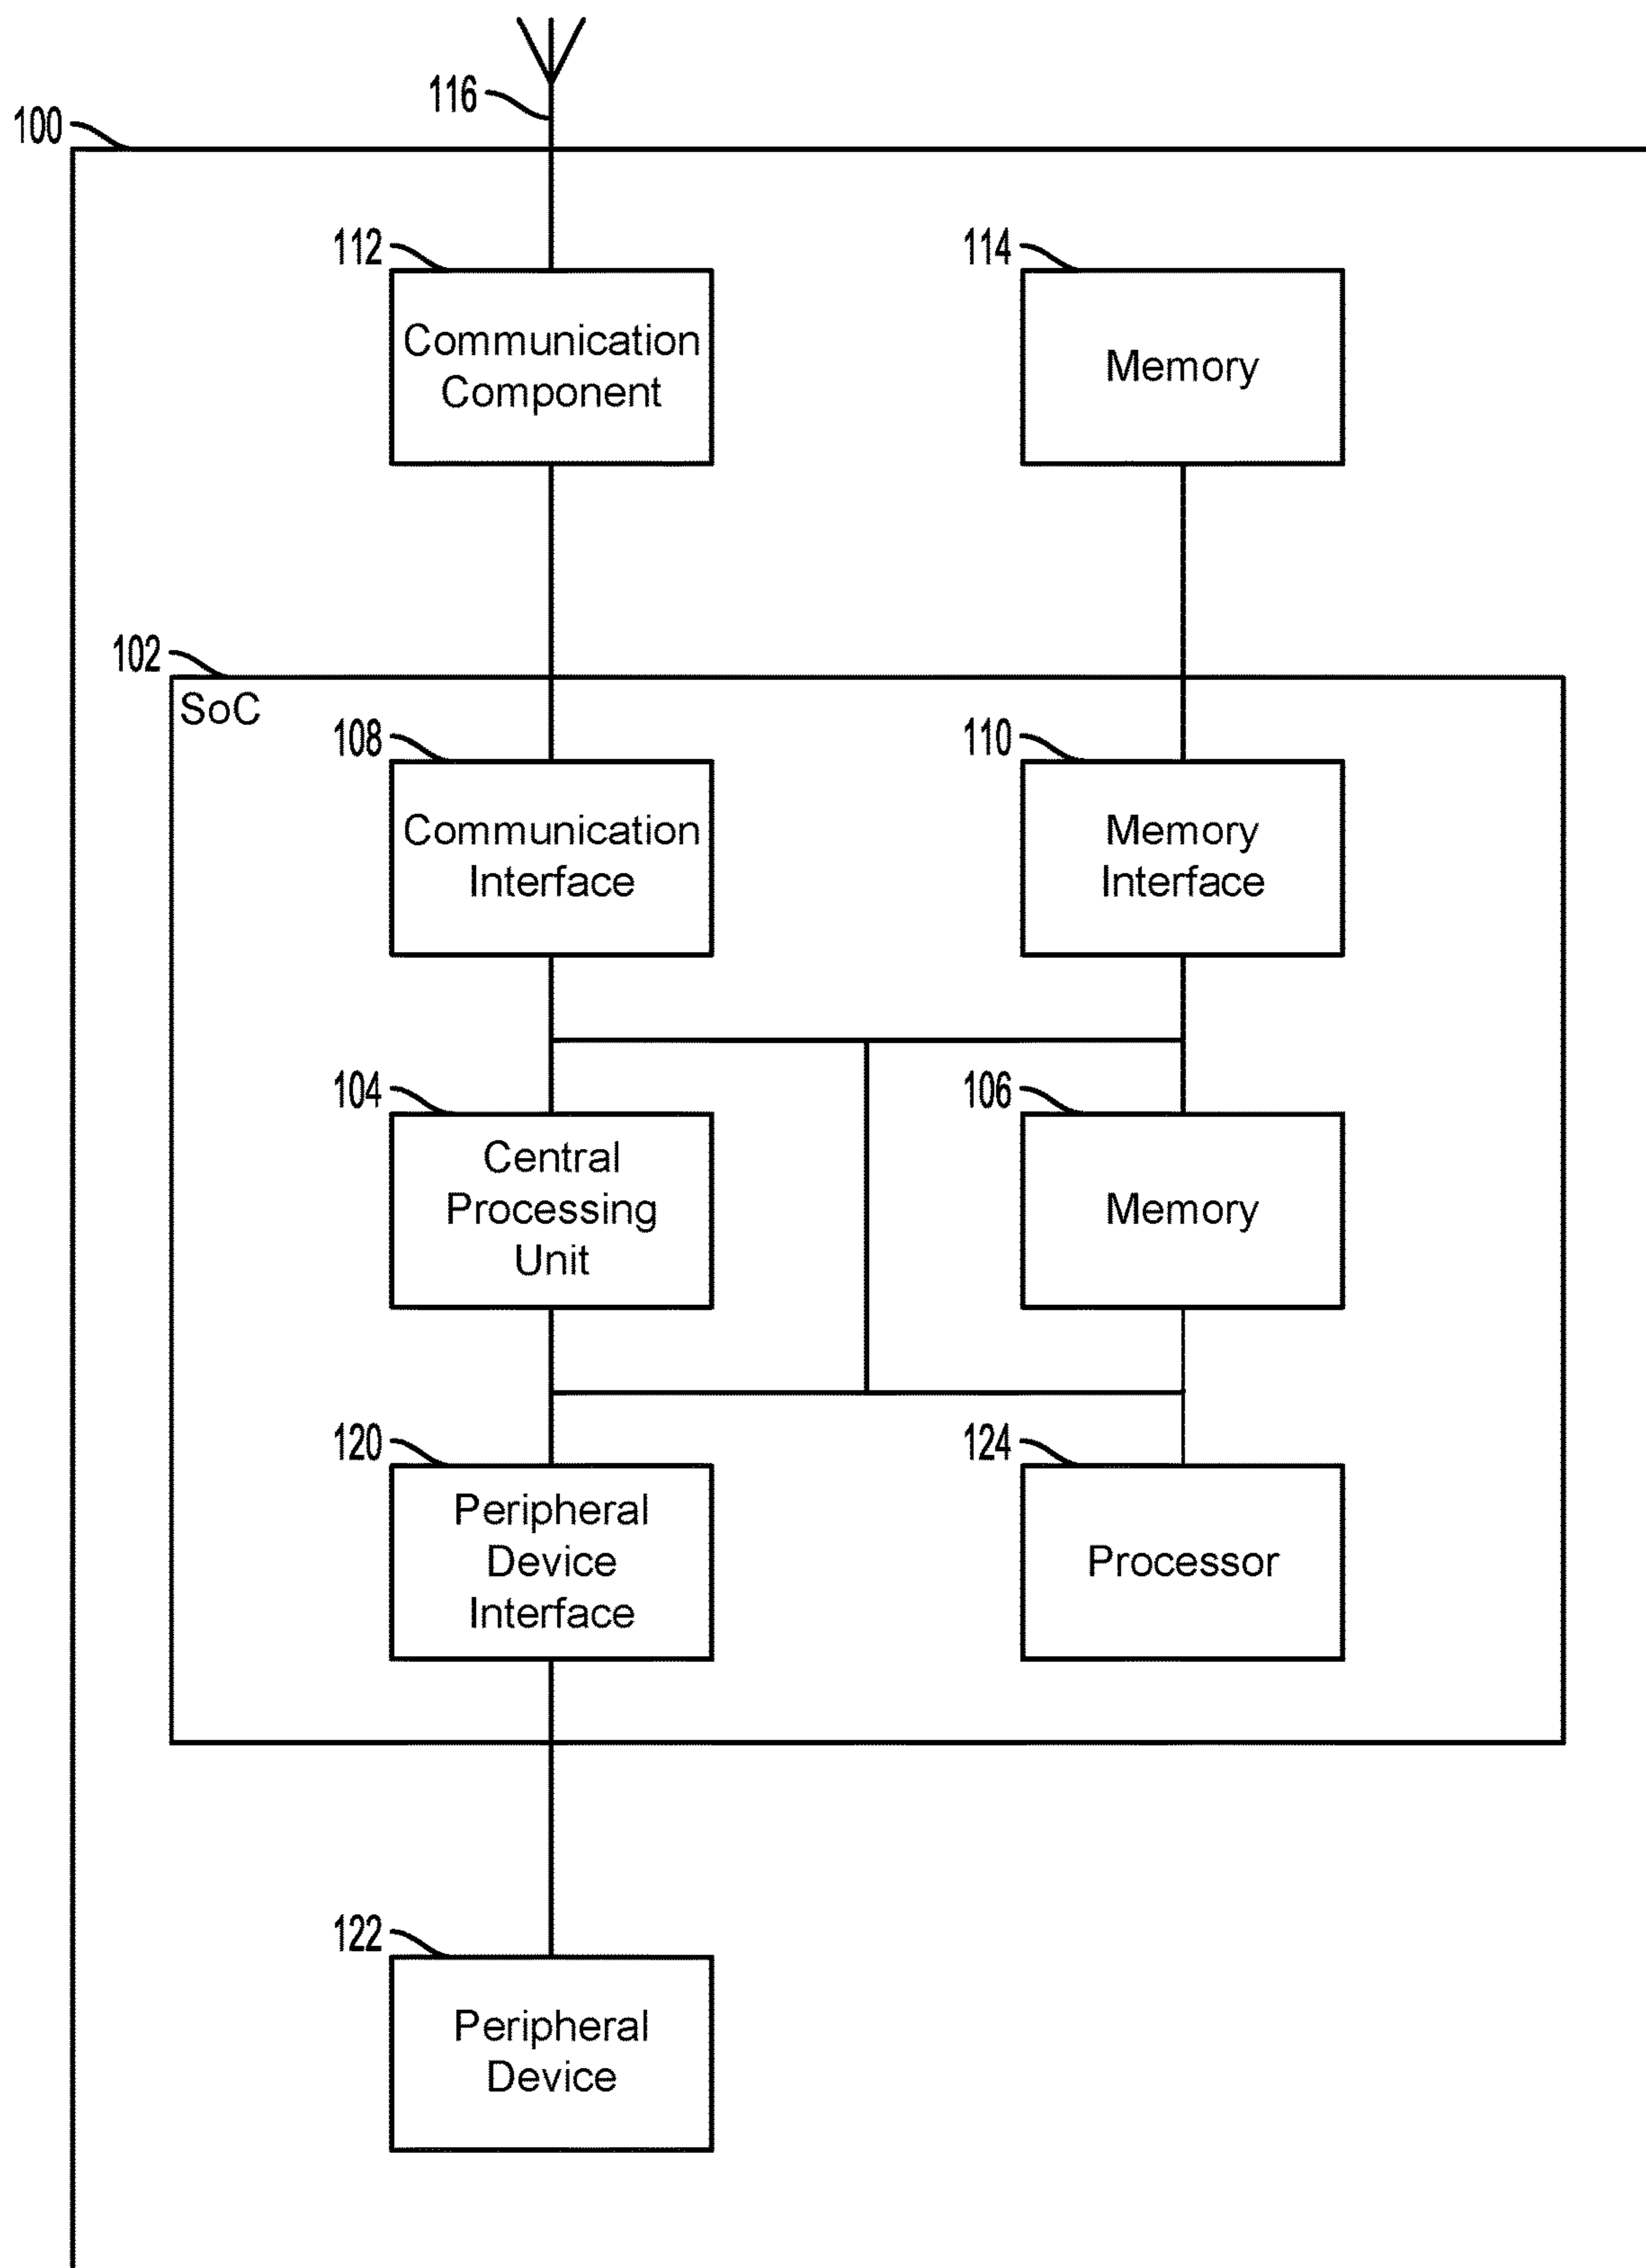 116
100
112
114
Communication
Component
Memory
102
SoC
108
110
Communication
Interface
Memory
Interface
104
106
Central
Processing
Unit
Memory
120
124
Peripheral
Device
Interface
Processor
122
Peripheral
Device